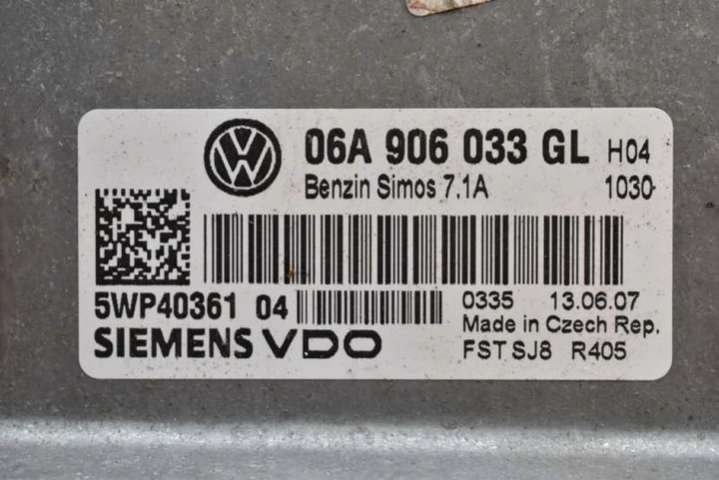 06A 906 033 GL H04
Benzin Simos 7.1A 1030
5WP40361 04 0335 13.06.07
Made in Czech Rep.
SIEMENS VDO FST SJ8 R405